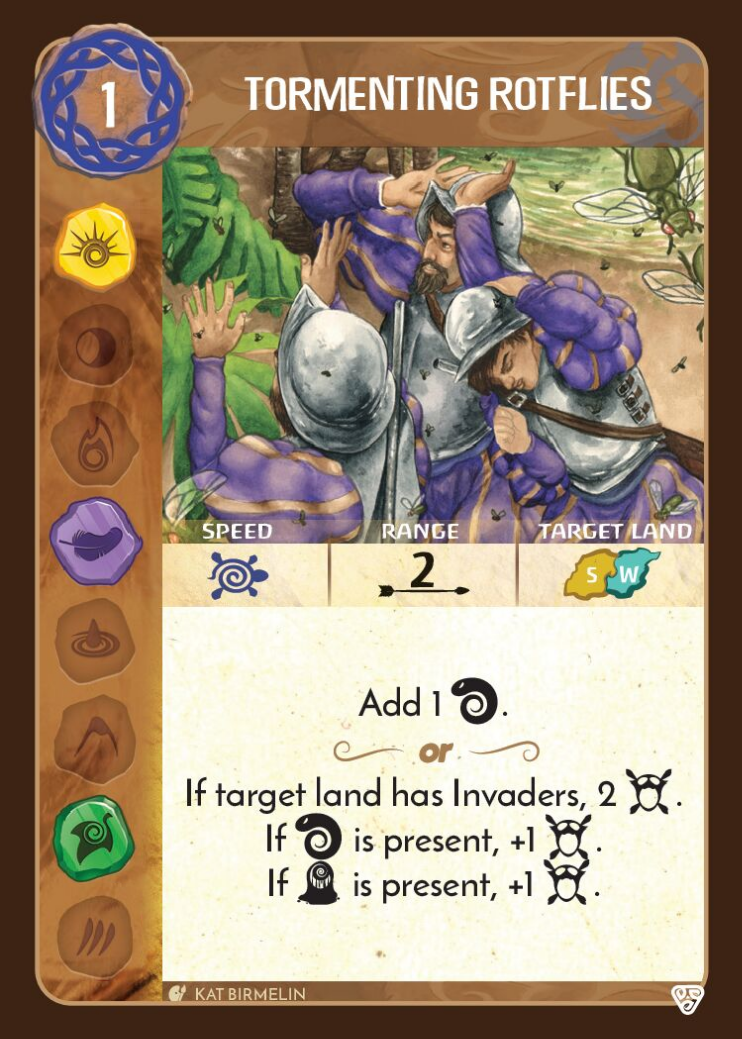 1
TORMENTING ROTFLIES
SPEED RANGE TARGET LAND
2 S W
Add 1 .
or
If target land has Invaders, 2 .
If is present, +1 .
If is present, +1 .
KAT BIRMELIN